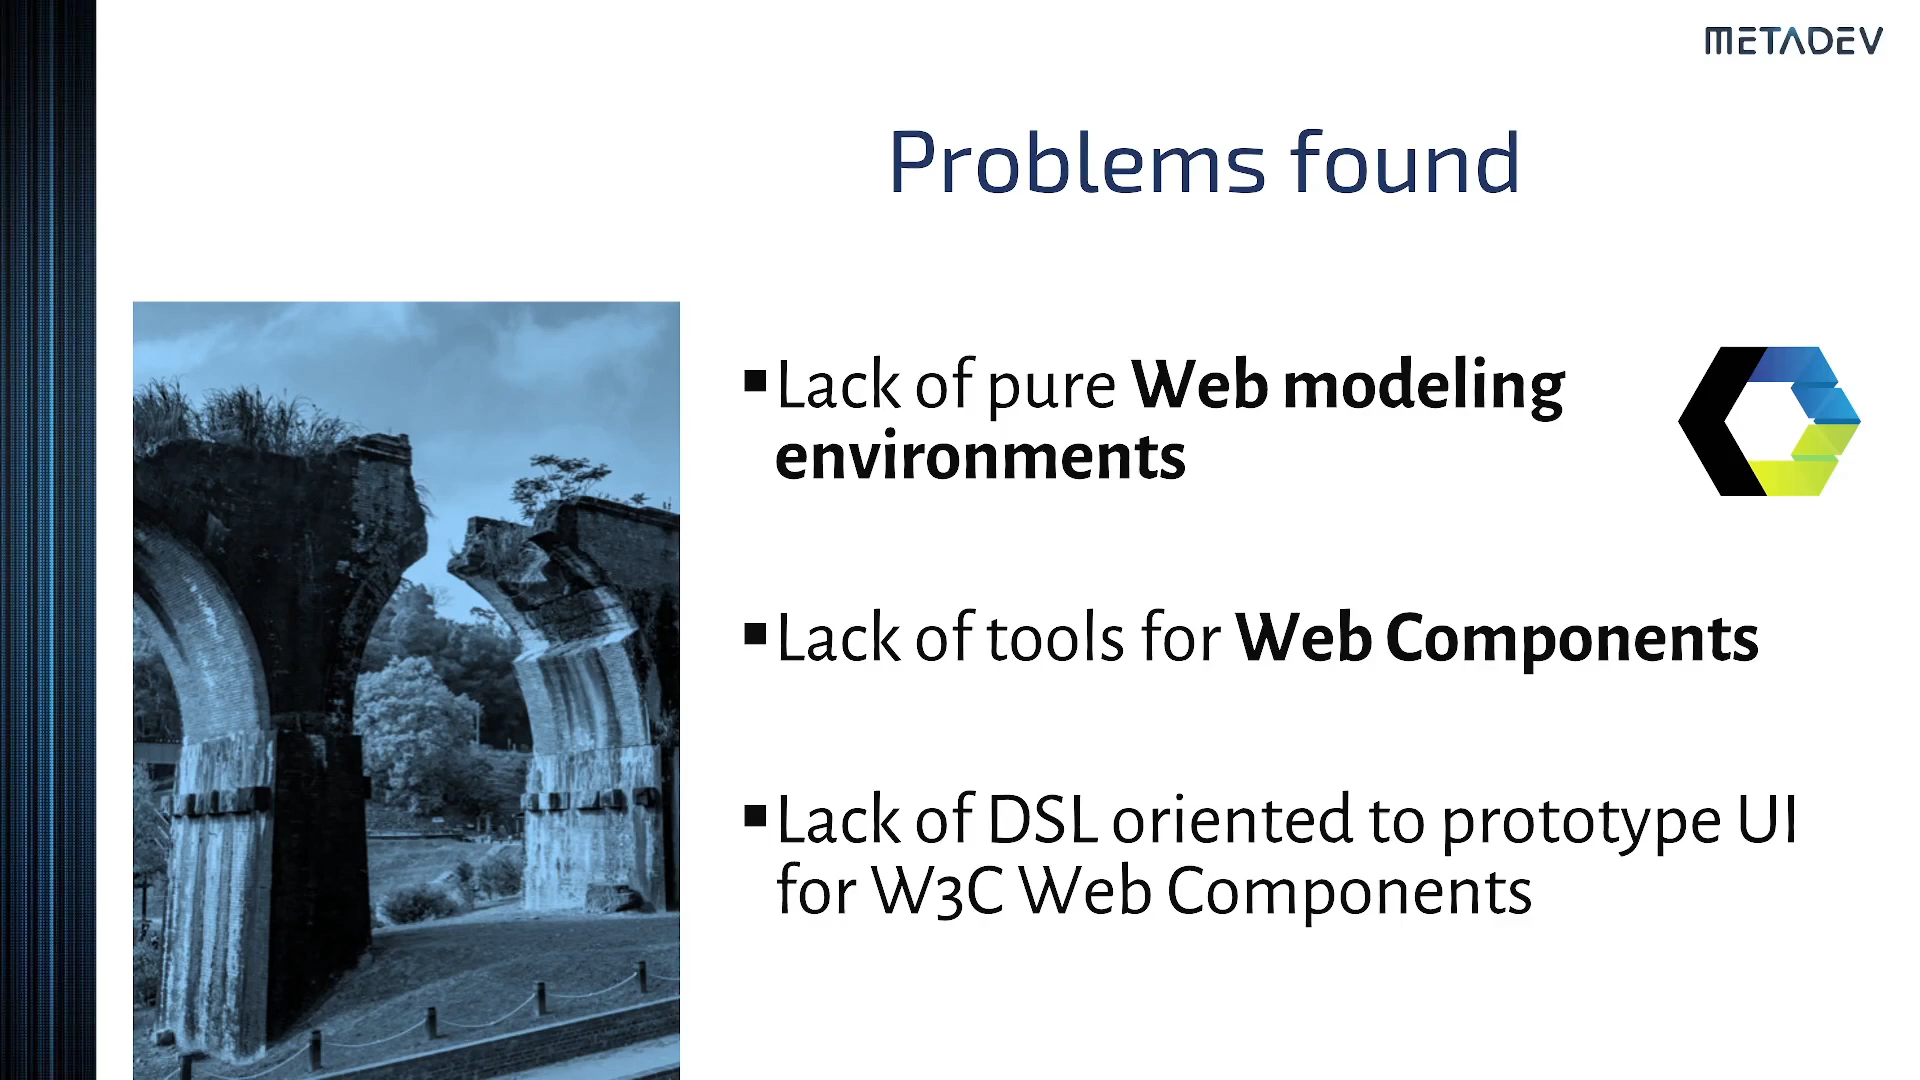 METADEV
Problems found
▪Lack of pure Web modeling
environments
▪Lack of tools for Web Components
▪Lack of DSL oriented to prototype UI
for W3C Web Components